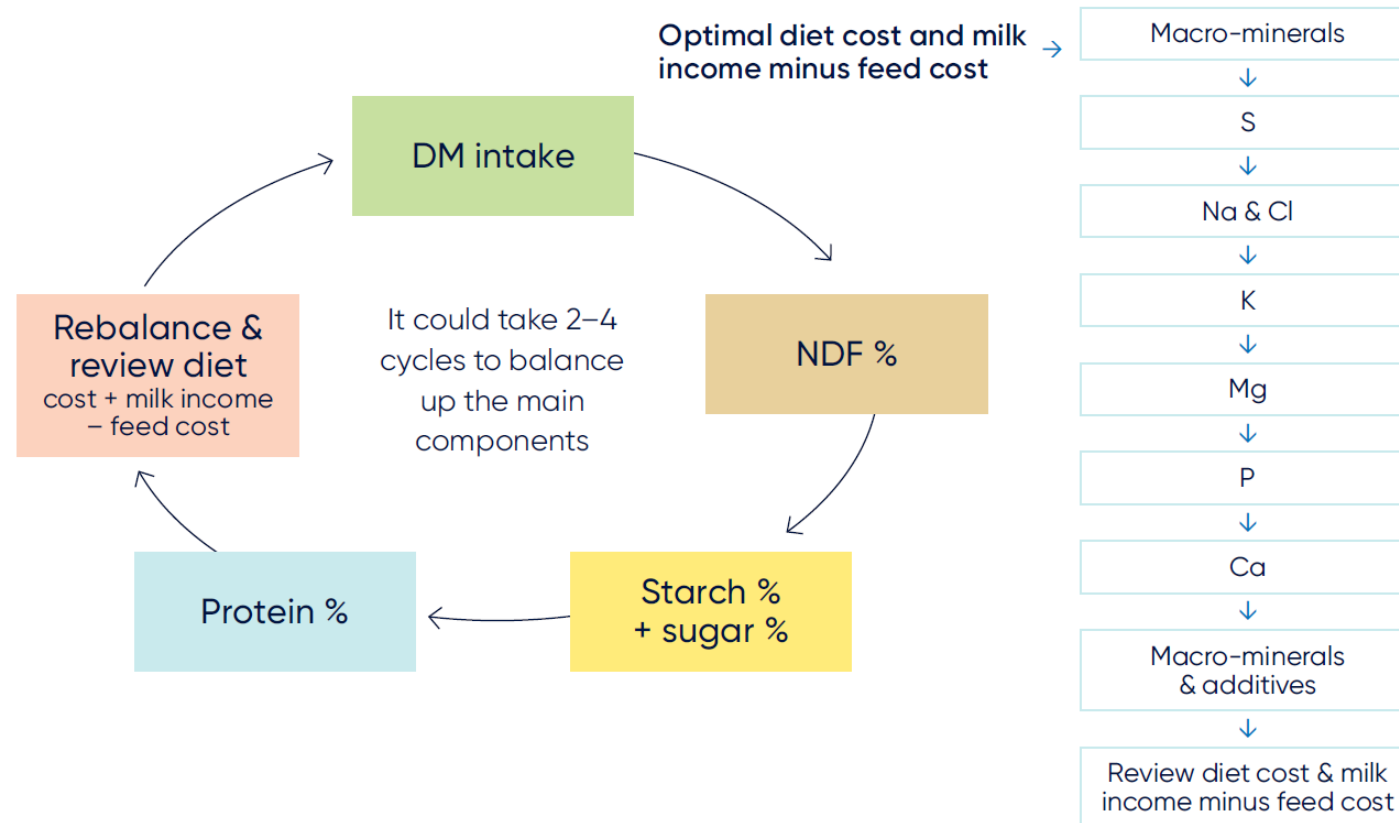 Optimal diet cost and milk
income minus feed cost
DM intake
NDF %
Starch %
+ sugar %
Protein %
Rebalance &
review diet
cost + milk income
– feed cost
It could take 2–4
cycles to balance
up the main
components
Macro-minerals
S
Na & Cl
K
Mg
P
Ca
Macro-minerals
& additives
Review diet cost & milk
income minus feed cost